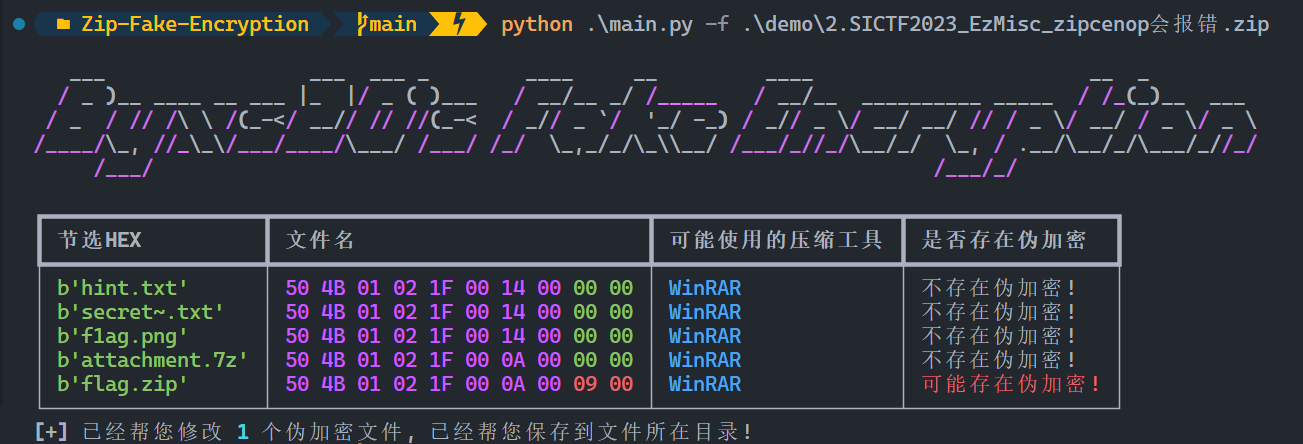 Zip-Fake-Encryption main python .\main.py -f .\demo\2.SICTF2023_EzMisc_zipcenop会报错.zip
Byxs20's Fake Encryption
节选HEX 文件名 可能使用的压缩工具 是否存在伪加密
b'hint.txt' 50 4B 01 02 1F 00 14 00 00 00 WinRAR 不存在伪加密!
b'secret~.txt' 50 4B 01 02 1F 00 14 00 00 00 WinRAR 不存在伪加密!
b'f1ag.png' 50 4B 01 02 1F 00 14 00 00 00 WinRAR 不存在伪加密!
b'attachment.7z' 50 4B 01 02 1F 00 0A 00 00 00 WinRAR 不存在伪加密!
b'flag.zip' 50 4B 01 02 1F 00 0A 00 09 00 WinRAR 可能存在伪加密!
[+] 已经帮您修改 1 个伪加密文件, 已经帮您保存到文件所在目录!